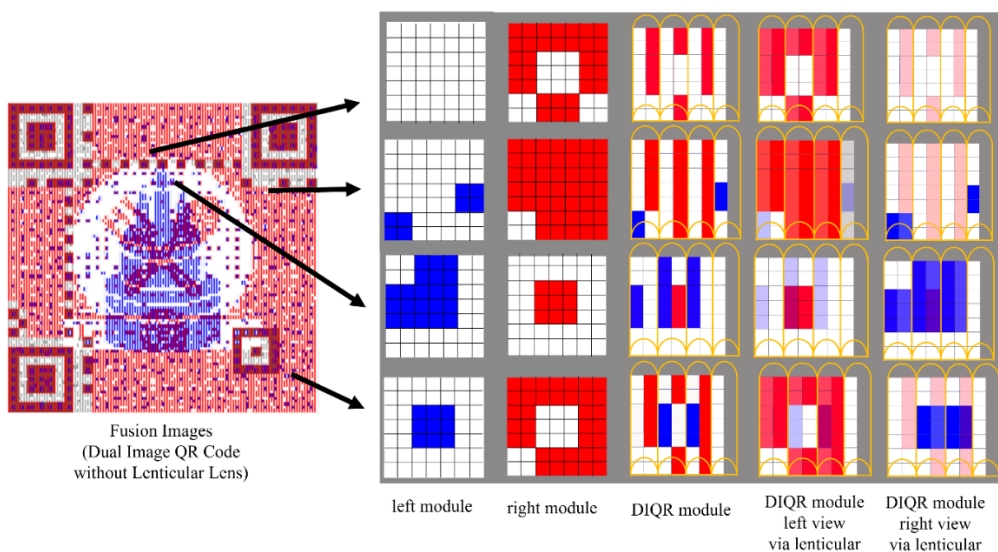 Fusion Images
(Dual Image QR Code
without Lenticular Lens)
left module
right module
DIQR module
DIQR module
left view
via lenticular
DIQR module
right view
via lenticular